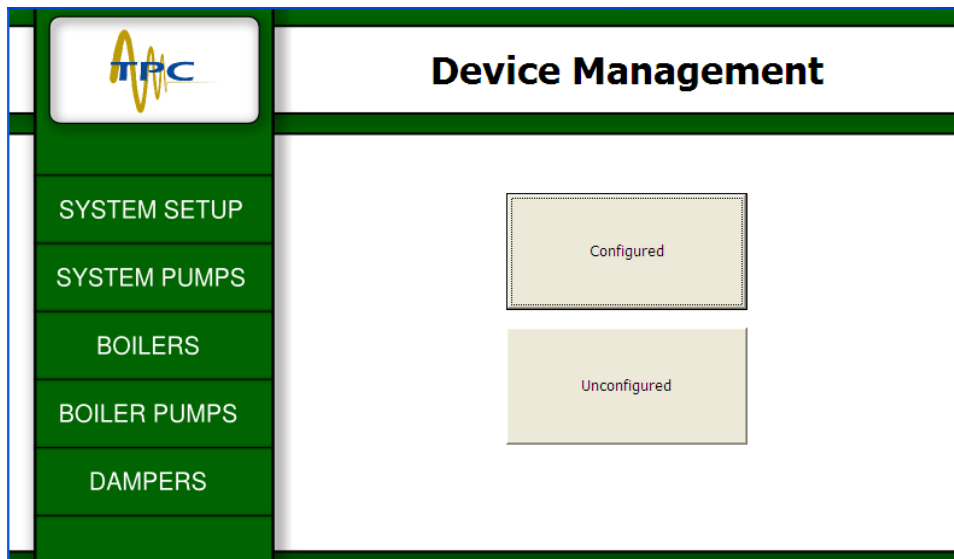 TPC
Device Management
SYSTEM SETUP
SYSTEM PUMPS
BOILERS
BOILER PUMPS
DAMPERS
Configured
Unconfigured